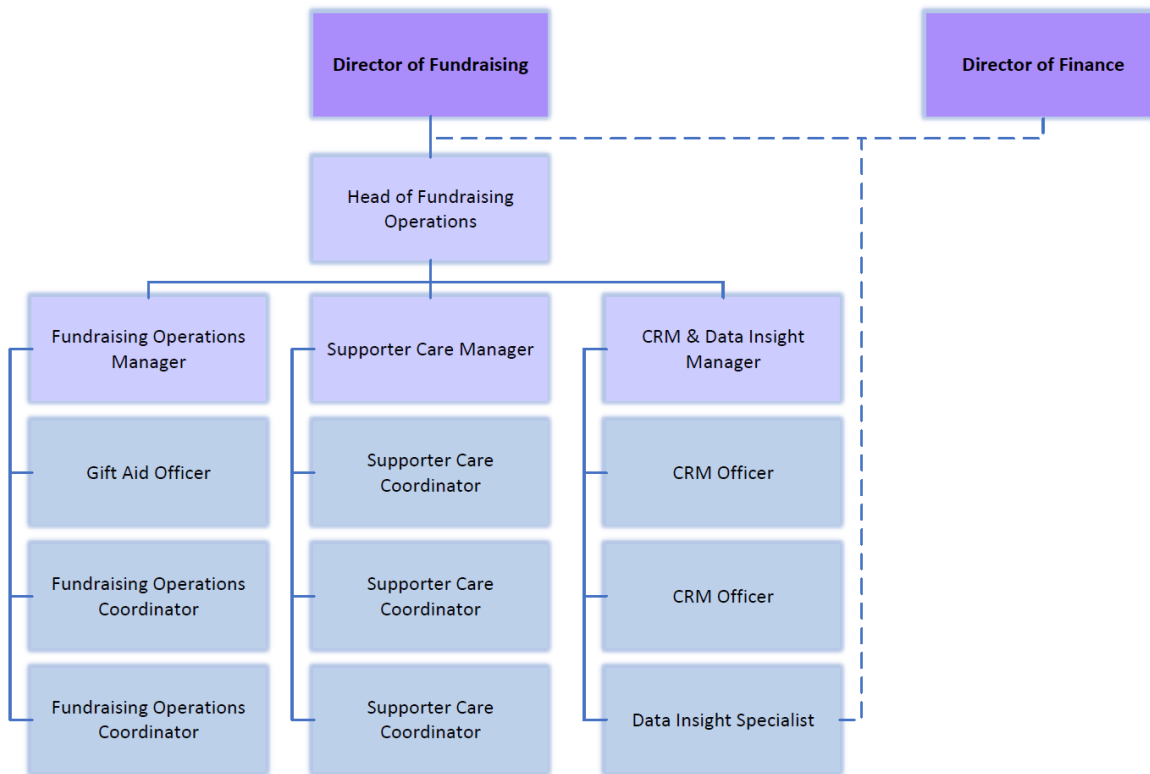 Director of Fundraising
Director of Finance
Head of Fundraising
Operations
Fundraising Operations
Manager
Supporter Care Manager
CRM & Data Insight
Manager
Gift Aid Officer
Supporter Care
Coordinator
CRM Officer
Fundraising Operations
Coordinator
Supporter Care
Coordinator
CRM Officer
Fundraising Operations
Coordinator
Supporter Care
Coordinator
Data Insight Specialist